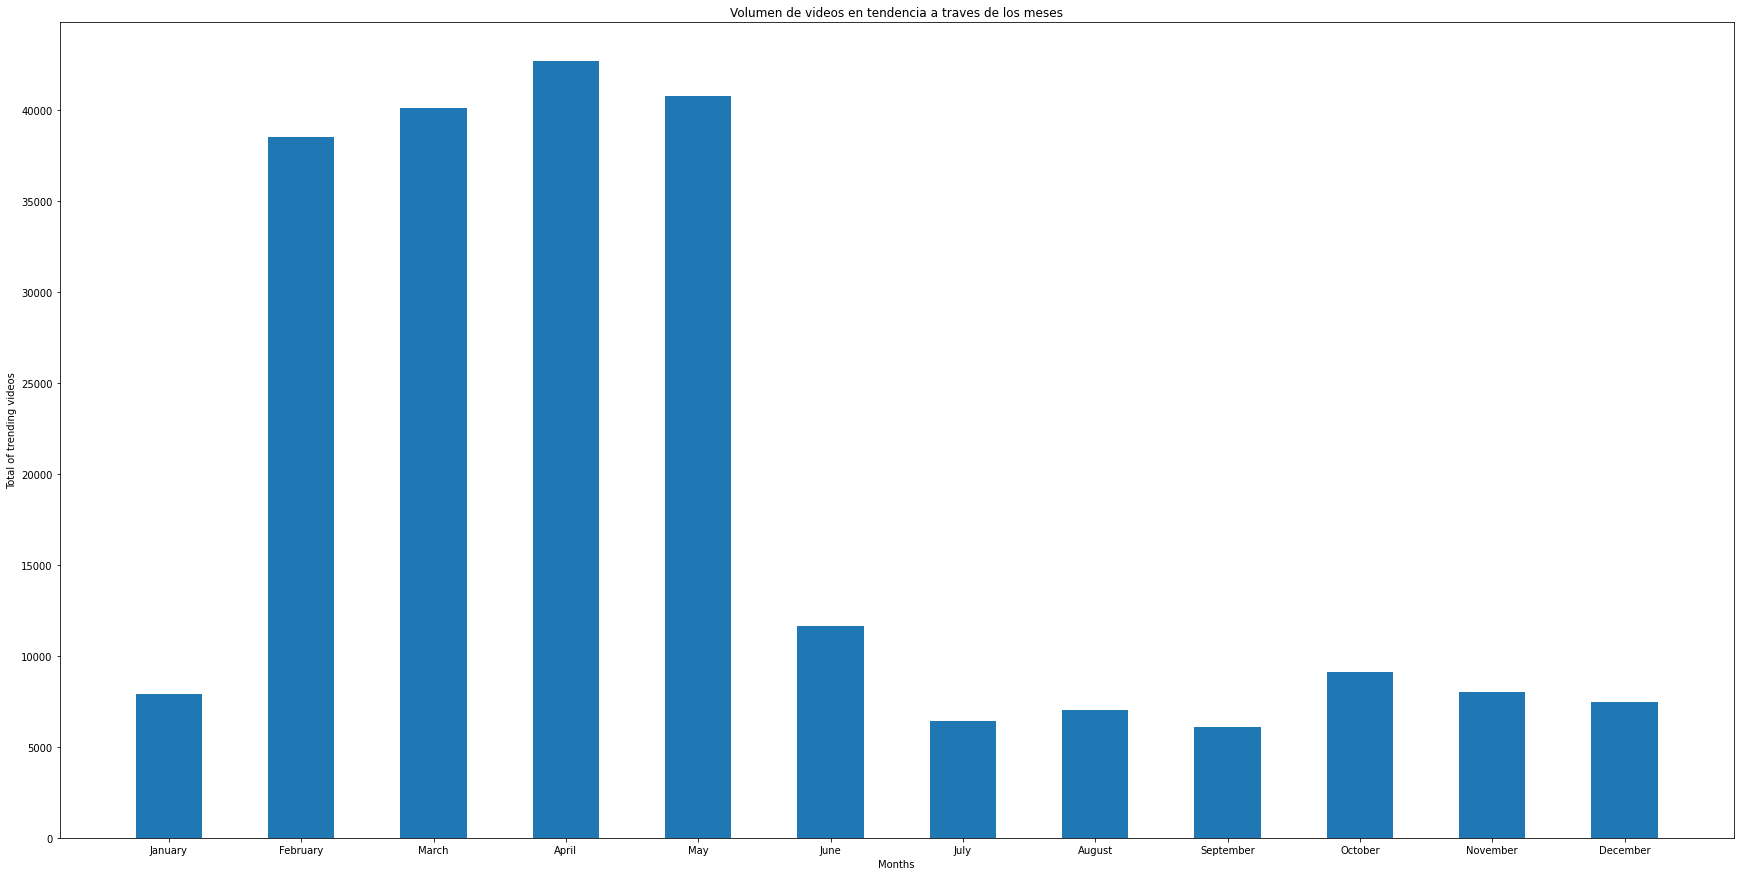 Volumen de videos en tendencia a traves de los meses
Total of trending videos
40000
35000
30000
25000
20000
15000
10000
5000
0
January February March April May June July August September October November December
Months